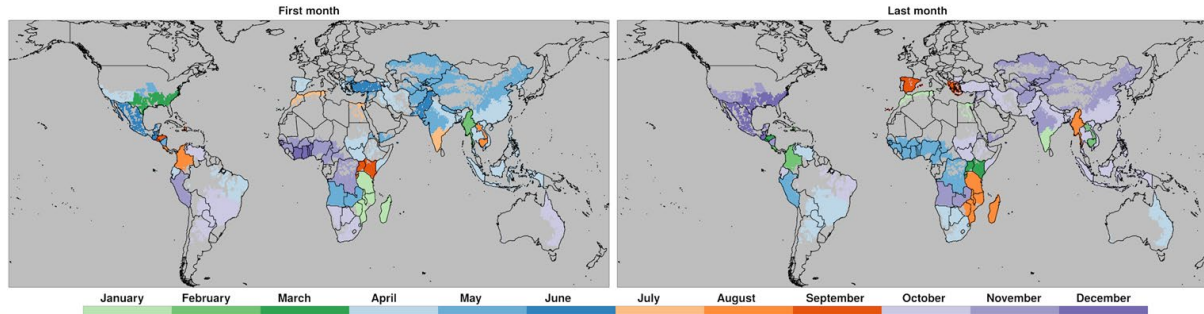 First month
Last month
January February March April May June July August September October November December